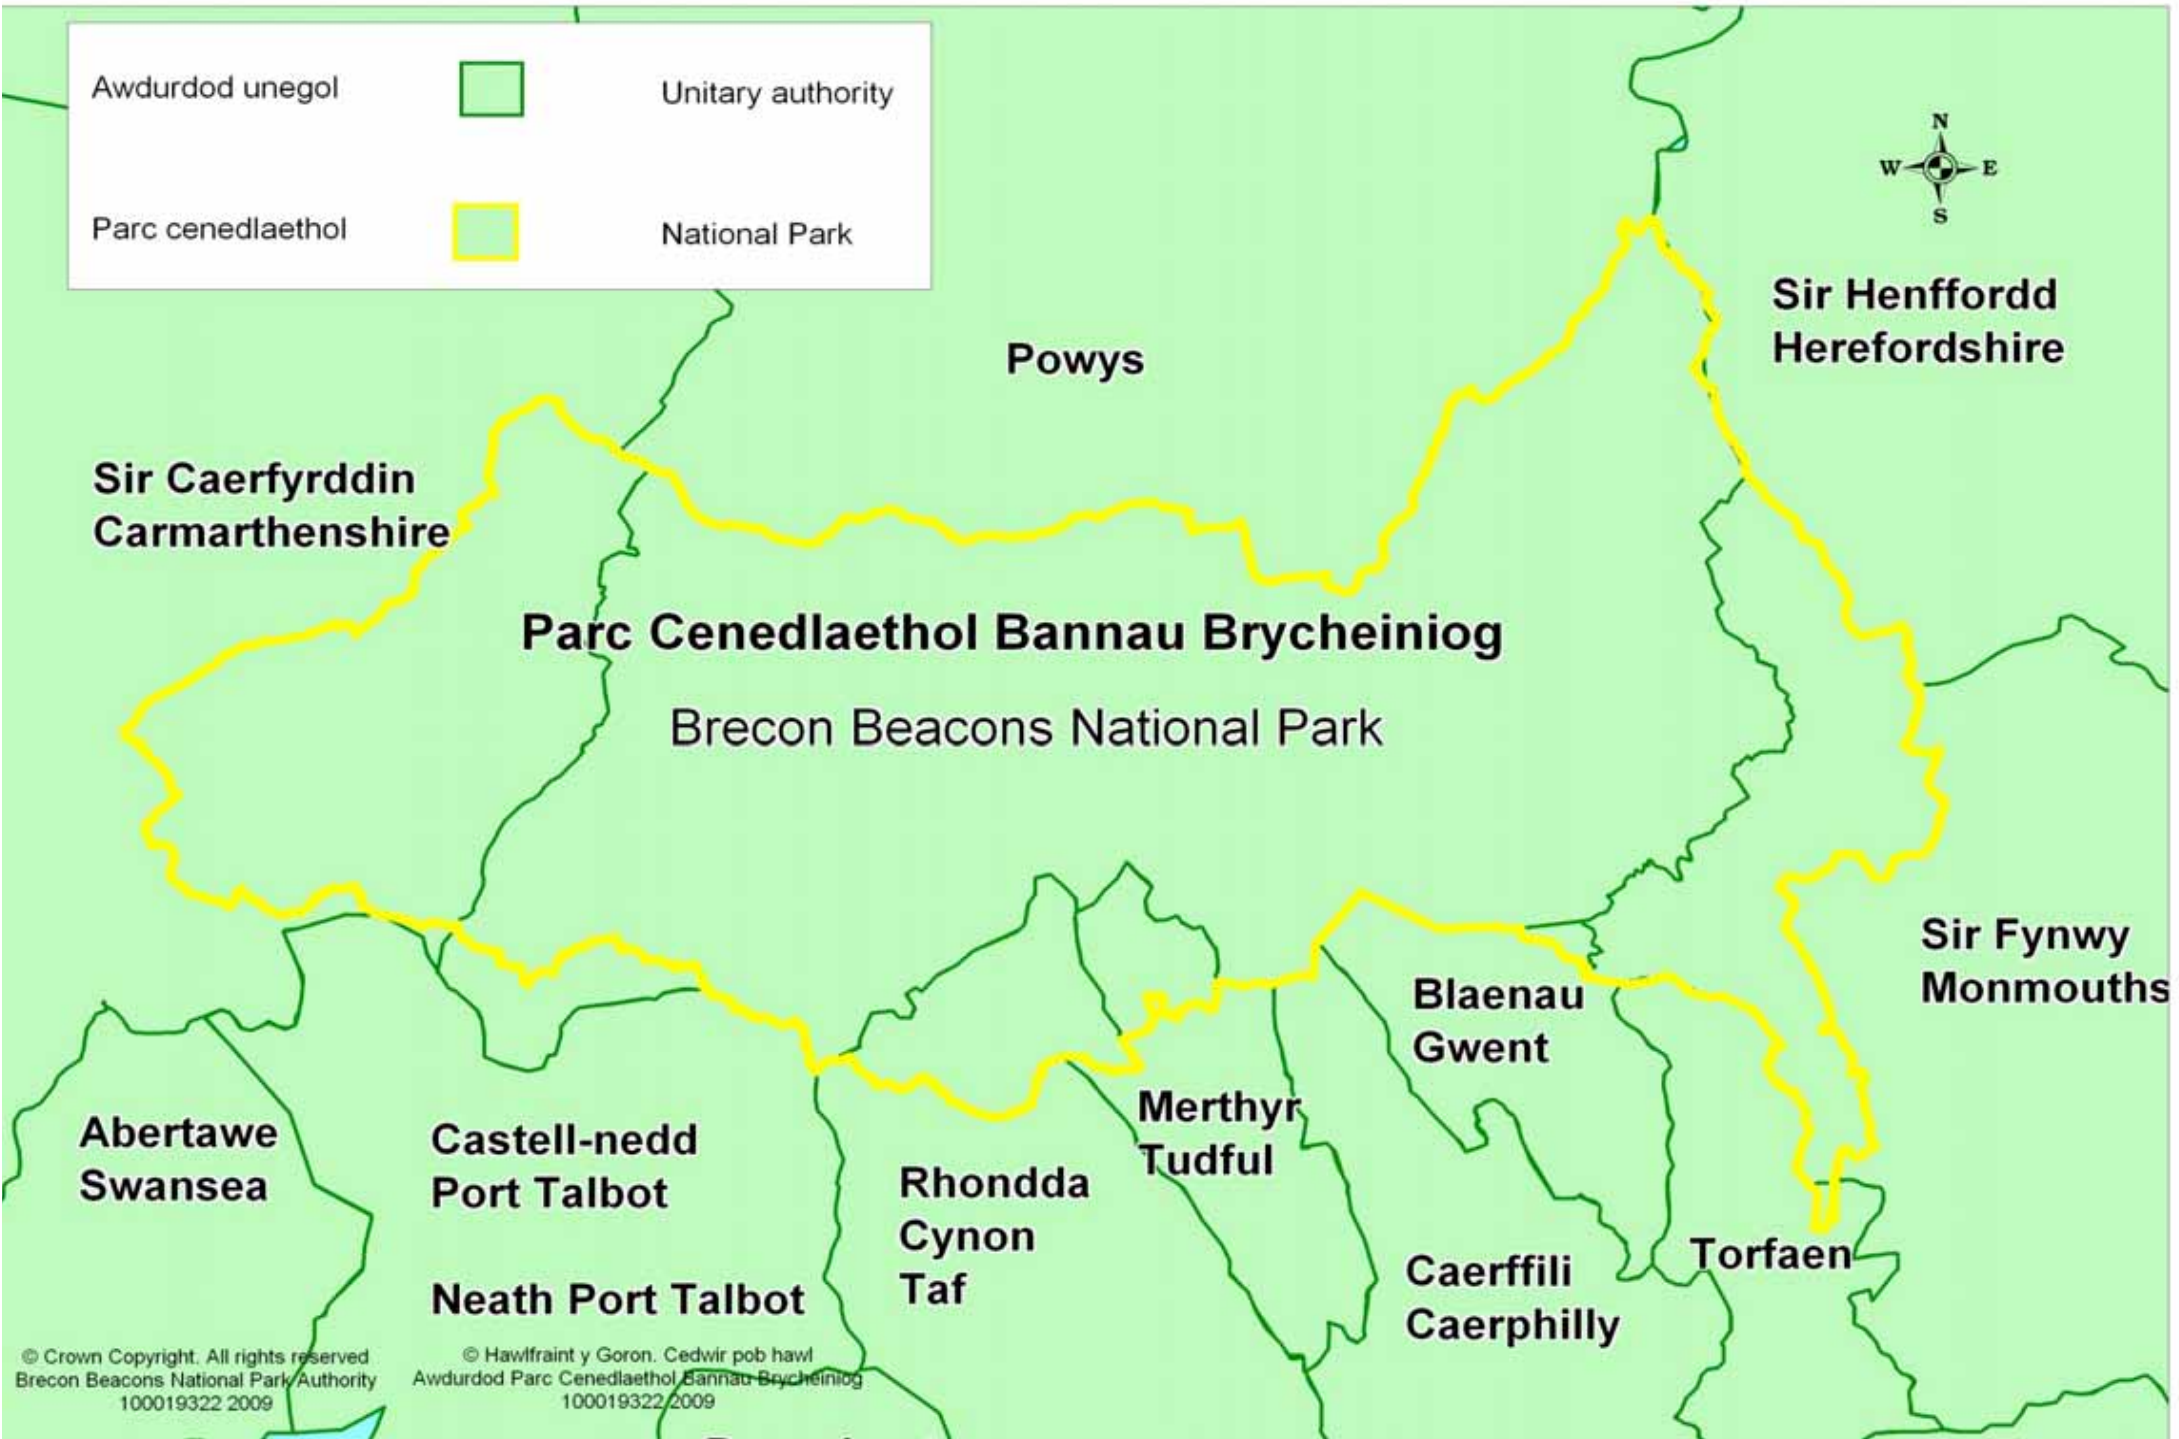 Awdurdod unegol
Unitary authority
Parc cenedlaethol
National Park
N
W
E
S
Sir Henffordd
Herefordshire
Powys
Sir Caerfyrddin
Carmarthenshire
Parc Cenedlaethol Bannau Brycheiniog
Brecon Beacons National Park
Sir Fynwy
Monmouths
Blaenau
Gwent
Merthyr
Tudful
Abertawe
Swansea
Castell-nedd
Port Talbot
Neath Port Talbot
Rhondda
Cynon
Taf
Caerffili
Caerphilly
Torfaen
© Crown Copyright. All rights reserved
Brecon Beacons National Park Authority
100019322 2009
© Hawlfraint y Goron. Cedwir pob hawl
Awdurdod Parc Cenedlaethol Bannau Brycheiniog
100019322 2009